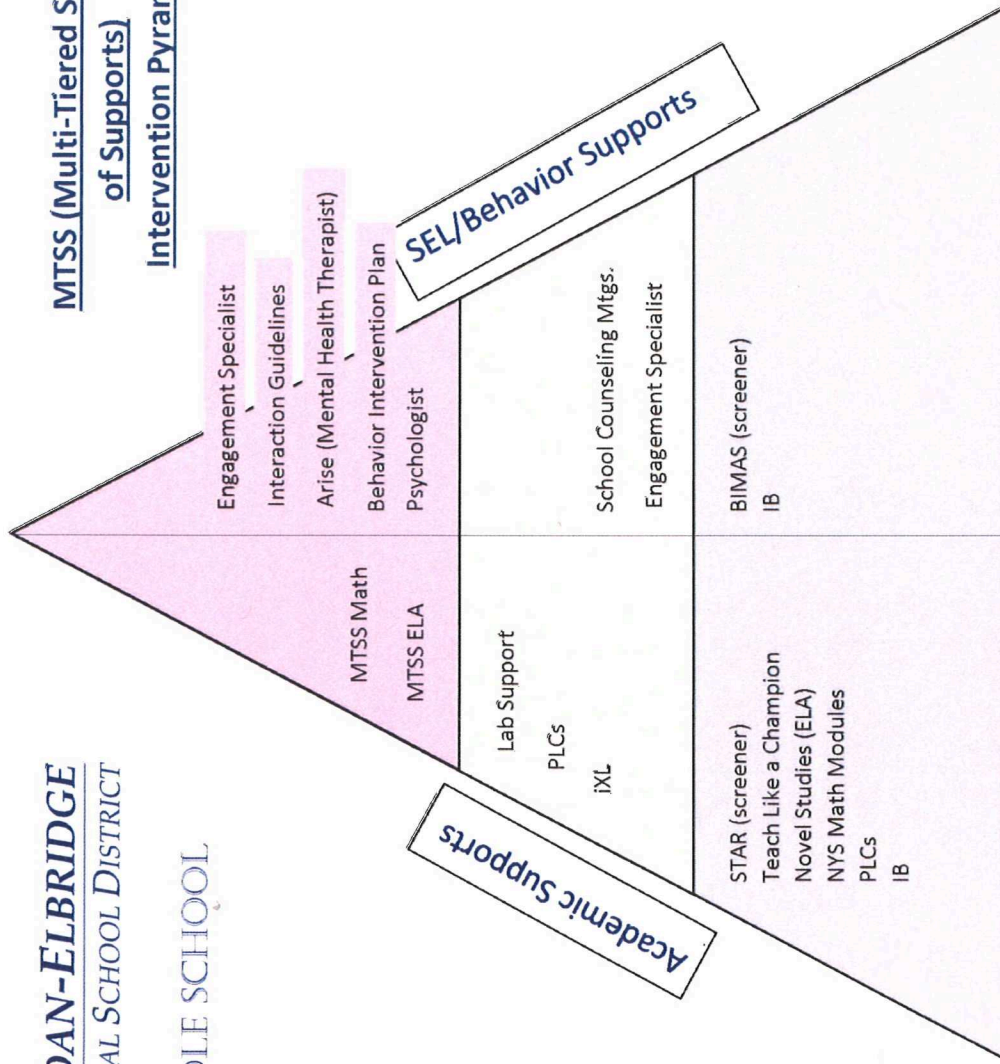 DAN-ELBRIDGE
AL SCHOOL DISTRICT
DLE SCHOOL
MTSS (Multi-Tiered S
of Supports)
Intervention Pyra
Academic Supports
SEL/Behavior Supports
MTSS Math
MTSS ELA
Engagement Specialist
Interaction Guidelines
Arise (Mental Health Therapist)
Behavior Intervention Plan
Psychologist
Lab Support
PLCs
iXL
School Counseling Mtgs.
Engagement Specialist
STAR (screener)
Teach Like a Champion
Novel Studies (ELA)
NYS Math Modules
PLCs
IB
BIMAS (screener)
IB